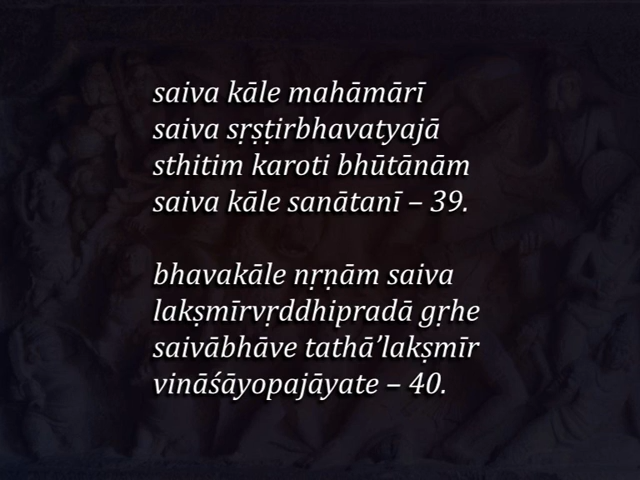 saiva kāle mahāmārī
saiva sṛṣṭirbhavatyajā
sthitim karoti bhūtānām
saiva kāle sanātanī – 39.
bhavakāle nṛṇām saiva
lakṣmīrvṛddhipradā gṛhe
saivābhāve tathā’lakṣmīr
vināśāyopajāyate – 40.